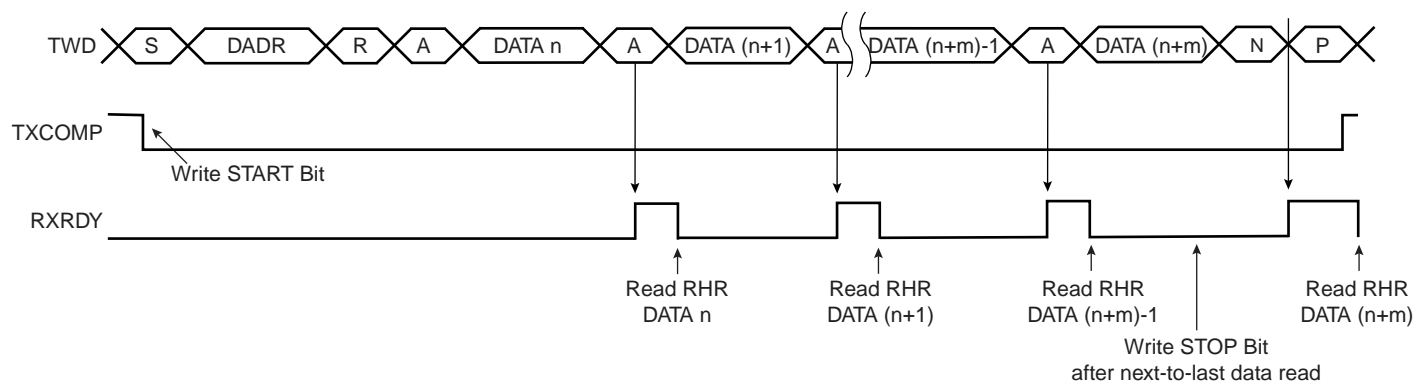 TWD S DADR R A DATA n A DATA (n+1) A DATA (n+m)-1 A DATA (n+m) N P
TXCOMP
Write START Bit
RXRDY
Read RHR Read RHR Read RHR Read RHR
DATA n DATA (n+1) DATA (n+m)-1 DATA (n+m)
Write STOP Bit
after next-to-last data read